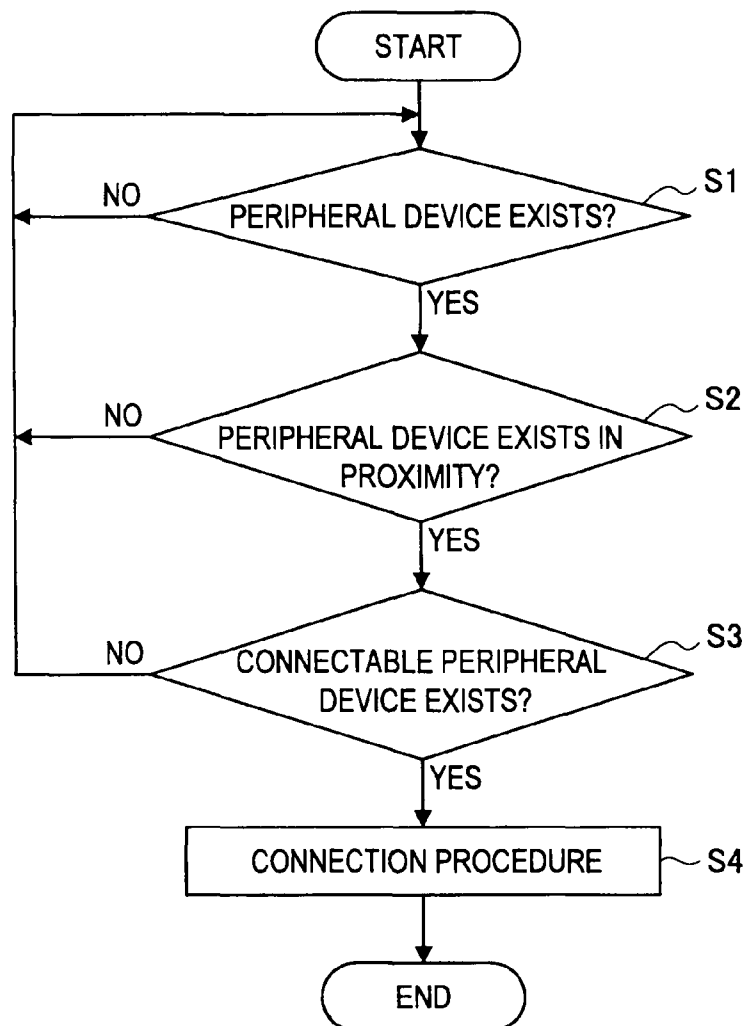 START
NO
PERIPHERAL DEVICE EXISTS?
S1
YES
NO
PERIPHERAL DEVICE EXISTS IN
PROXIMITY?
S2
YES
NO
CONNECTABLE PERIPHERAL
DEVICE EXISTS?
S3
YES
CONNECTION PROCEDURE
S4
END